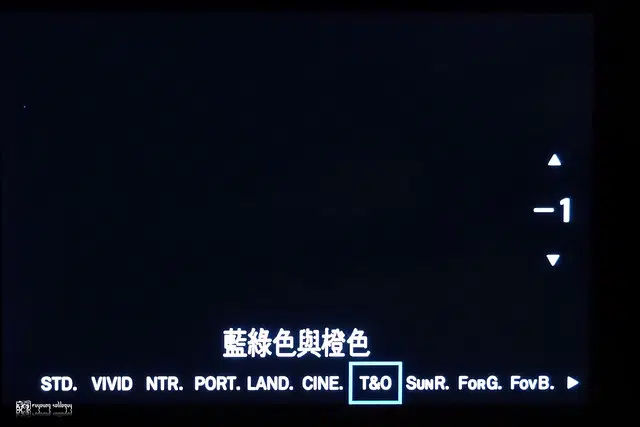 −1
藍綠色與橙色
STD. VIVID NTR. PORT. LAND. CINE. T&O SUNR. FORG. FOVB.